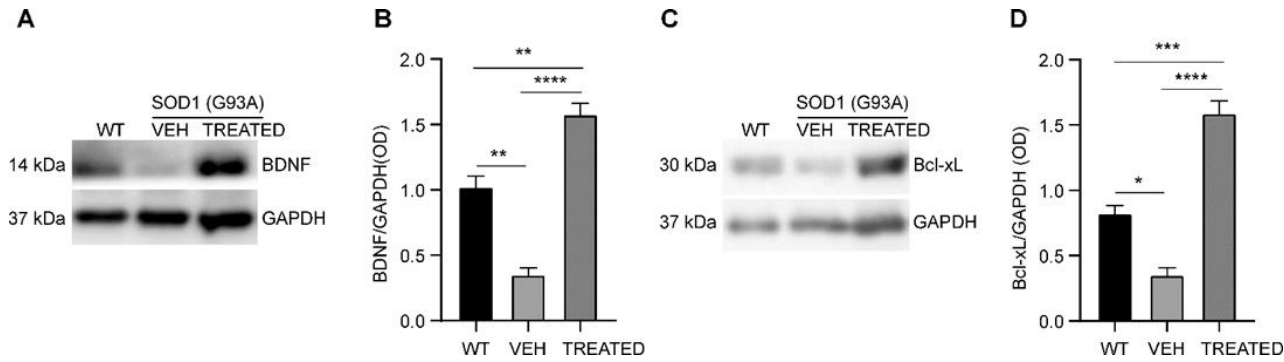 A
SOD1 (G93A)
WT VEH TREATED
14 kDa BDNF
37 kDa GAPDH
B
BDNF/GAPDH(OD)
2.0
1.5
1.0
0.5
0.0
**
****
**
WT VEH TREATED
C
SOD1 (G93A)
WT VEH TREATED
30 kDa Bcl-xL
37 kDa GAPDH
D
Bcl-xL/GAPDH (OD)
2.0
1.5
1.0
0.5
0.0
***
****
*
WT VEH TREATED